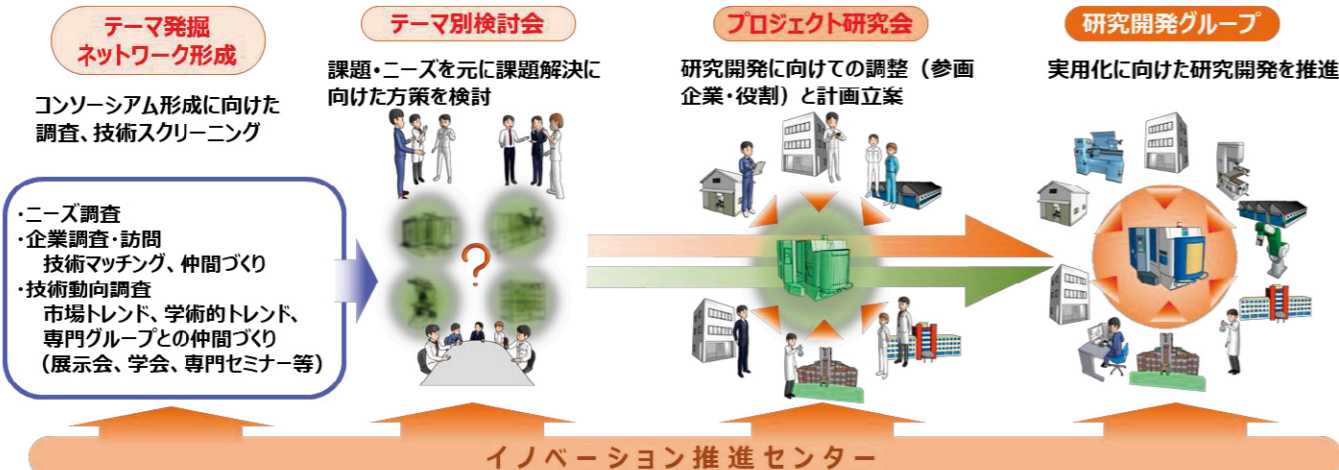 テーマ発掘
ネットワーク形成
コンソーシアム形成に向けた
調査、技術スクリーニング
・ニーズ調査
・企業調査・訪問
技術マッチング、仲間づくり
・技術動向調査
市場トレンド、学術的トレンド、
専門グループとの仲間づくり
（展示会、学会、専門セミナー等）
テーマ別検討会
課題・ニーズを元に課題解決に
向けた方策を検討
?
プロジェクト研究会
研究開発に向けての調整（参画
企業・役割）と計画立案
研究開発グループ
実用化に向けた研究開発を推進
イノベーション推進センター